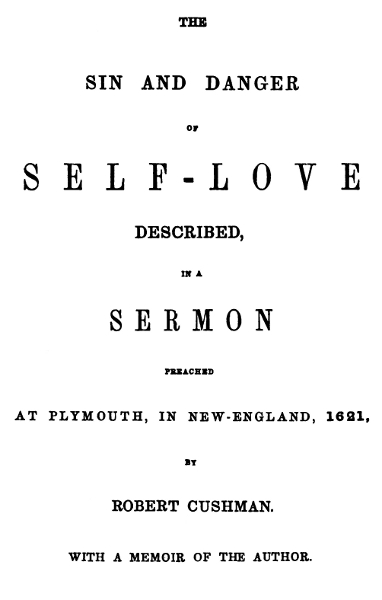 THE
SIN AND DANGER
OF
SELF-LOVE
DESCRIBED,
IN A
SERMON
PREACHED
AT PLYMOUTH, IN NEW-ENGLAND, 1621,
BY
ROBERT CUSHMAN.
WITH A MEMOIR OF THE AUTHOR.